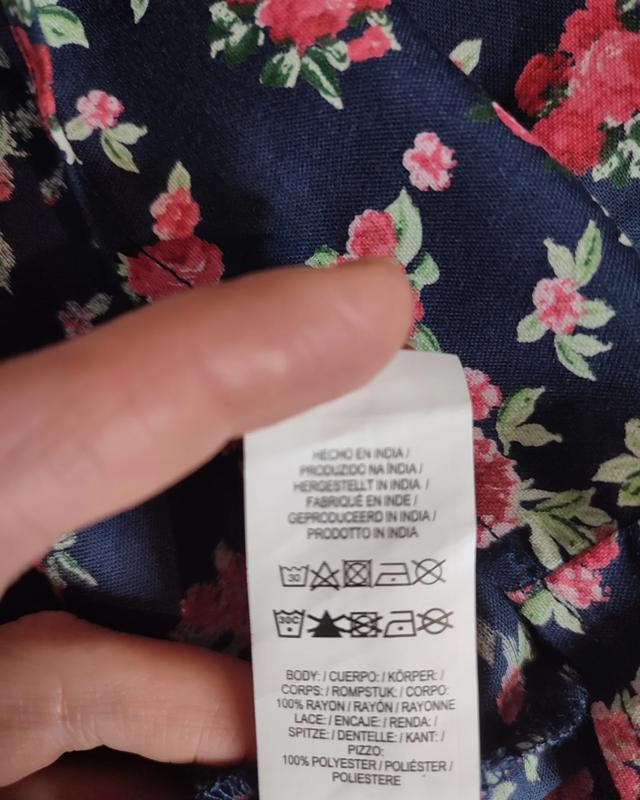 HECHO EN INDIA /
PRODUZIDO NA ÍNDIA /
HERGESTELLT IN INDIA /
FABRIQUÉ EN INDE /
GEPRODUCEERD IN INDIA /
PRODOTTO IN INDIA
30
30C
BODY: / CUERPO: / KÖRPER: /
CORPS: / ROMPSTUK: / CORPO:
100% RAYON / RAYÓN / RAYONNE
LACE: / ENCAJE: / RENDA: /
SPITZE: / DENTELLE: / KANT: /
PIZZO:
100% POLYESTER / POLIÉSTER /
POLIESTERE